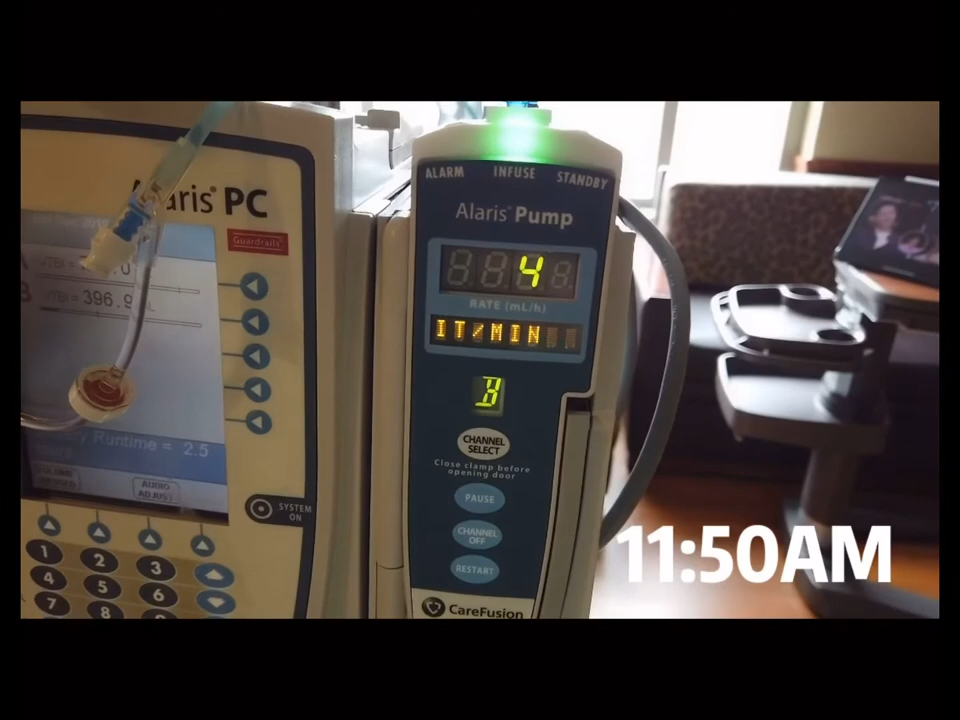 Alaris® PC
Guardrails®
VTBI = 396.9
Runtime = 2.5
AUDIO
ADJUST
SYSTEM
ON
1 2 3
4 5 6
7 8
ALARM INFUSE STANDBY
Alaris® Pump
4
RATE (mL/h)
IT/MIN
B
CHANNEL
SELECT
Close clamp before
opening door
PAUSE
CHANNEL
OFF
RESTART
CareFusion
11:50AM